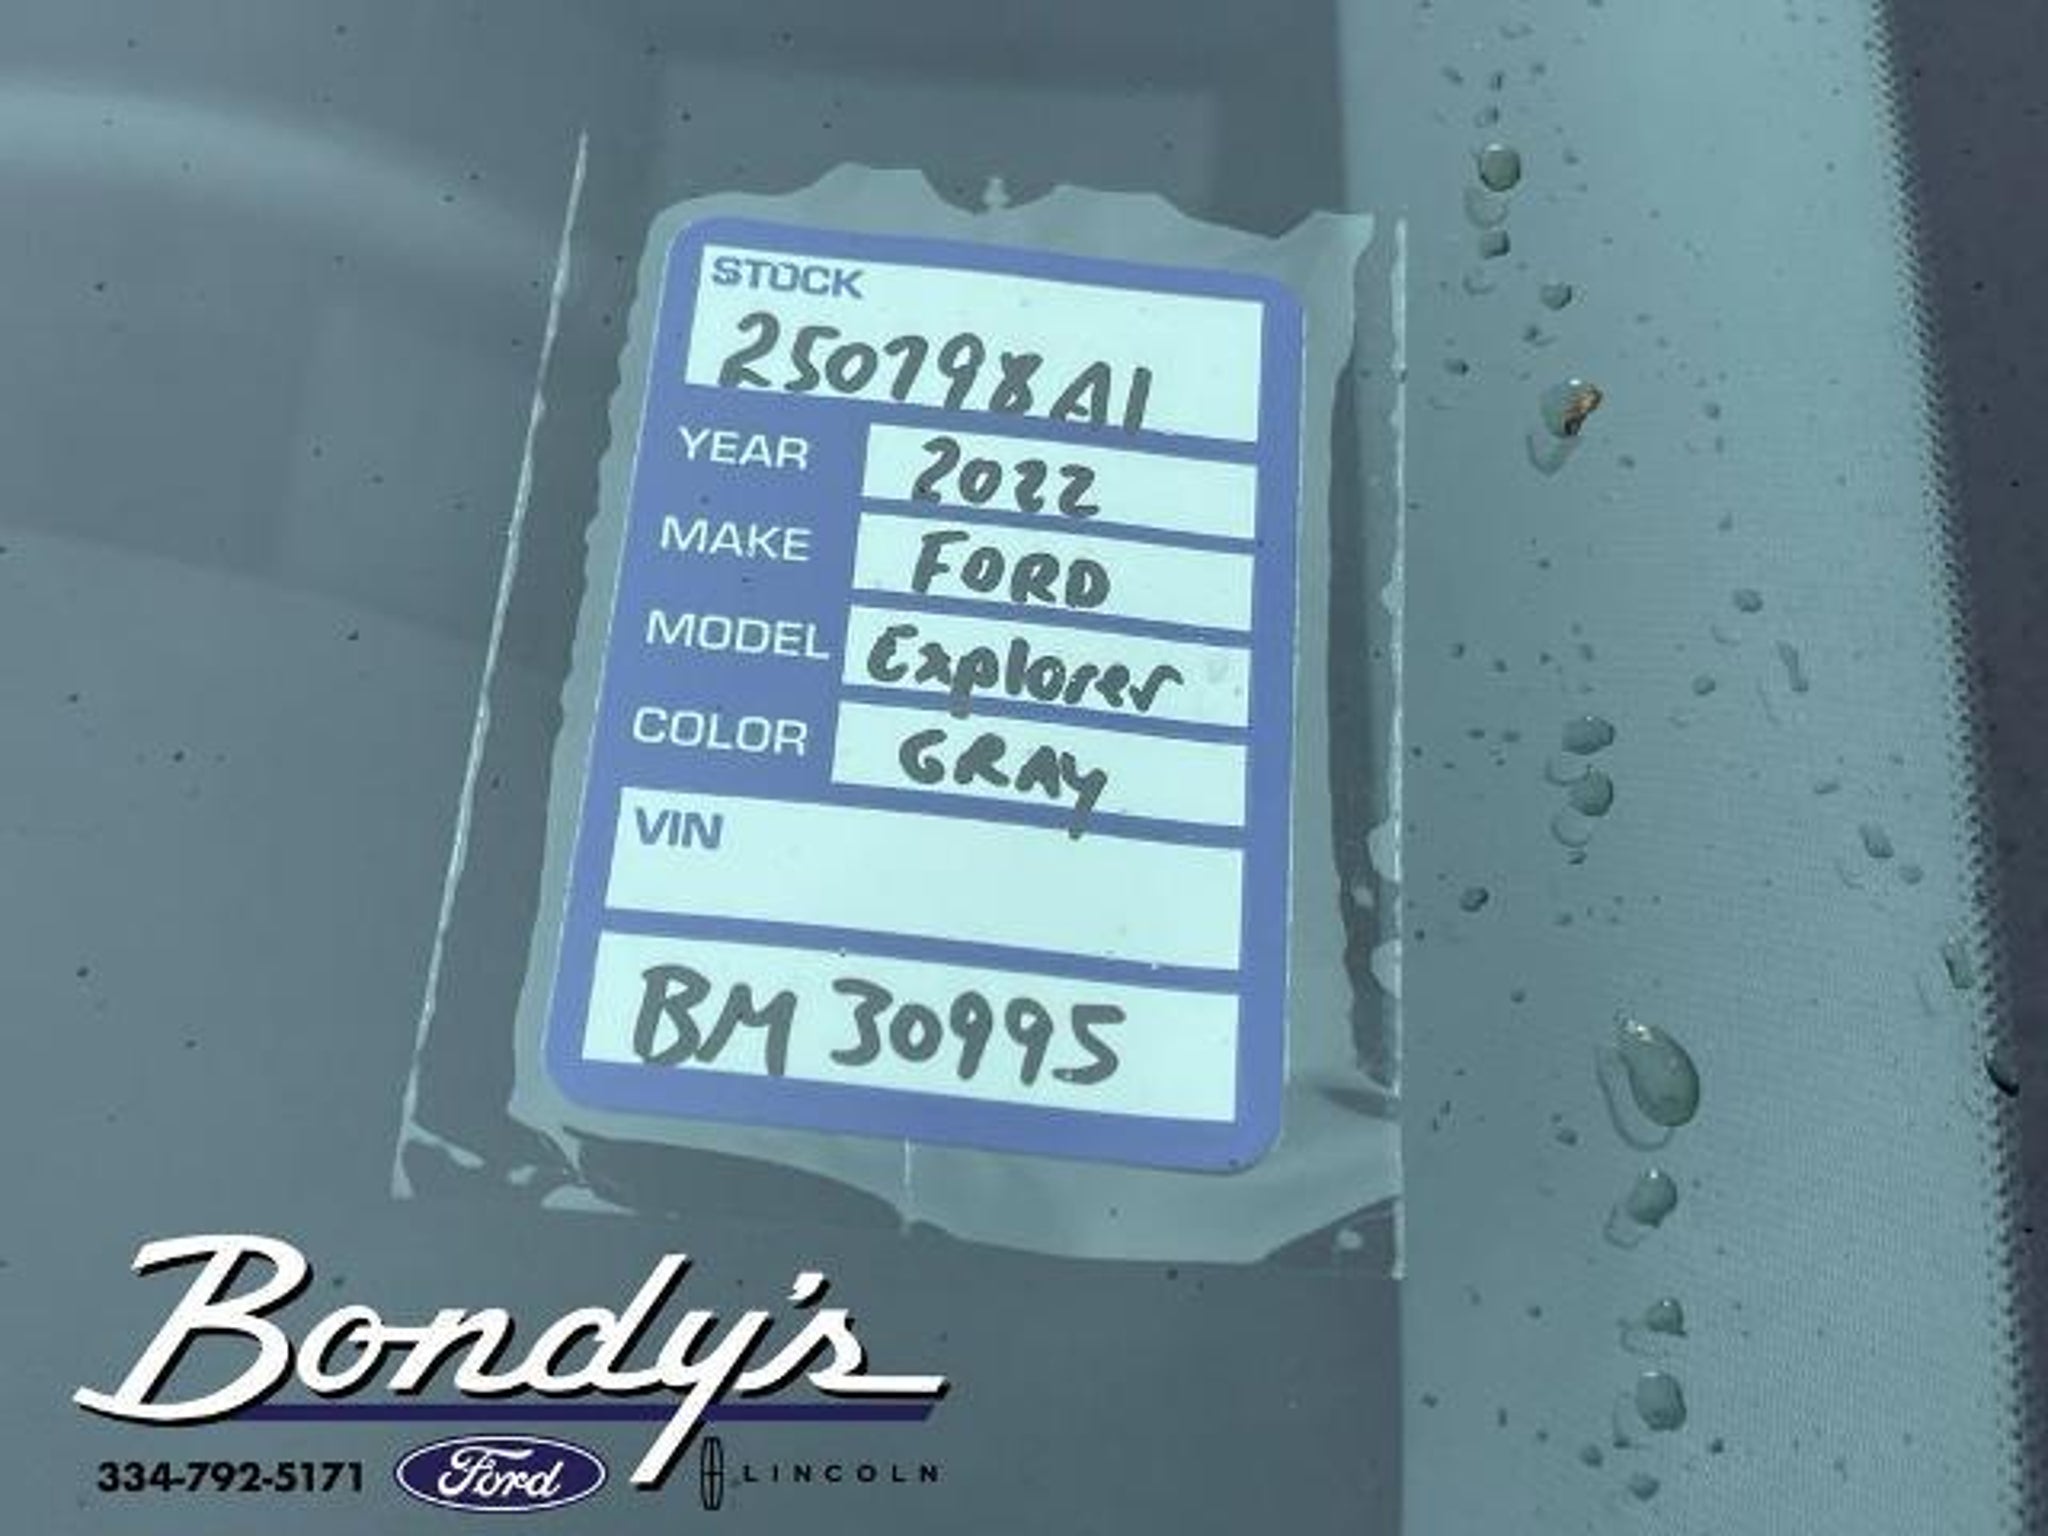 STOCK
250798A1
YEAR 2022
MAKE FORD
MODEL Explorer
COLOR GRAY
VIN
BM 30995
Bondy's
334-792-5171 Ford LINCOLN